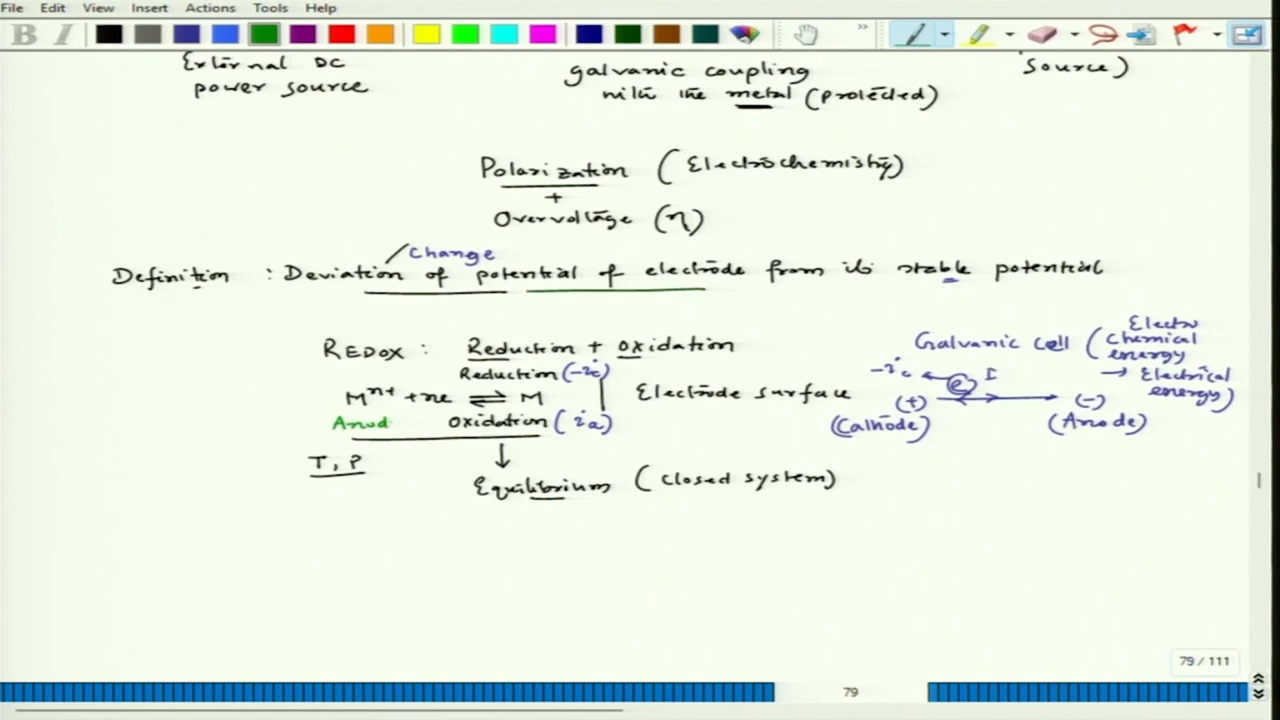 File Edit View Insert Actions Tools Help
B I
External DC
power source
galvanic coupling
with the metal (protected)
source)
Polarization (Electrochemistry)
+
Overvoltage (η)
change
Definition : Deviation of potential of electrode from its stable potential
REDOX : Reduction + oxidation
Reduction (-ic)
Mn+ + ne ⇌ M
Anod oxidation (ia)
Electrode surface
T, P
Equilibrium (closed system)
Galvanic cell (Electro
chemical
energy
→ Electrical
energy)
-ic e I
(+) (-)
(Cathode) (Anode)
79 / 111
79